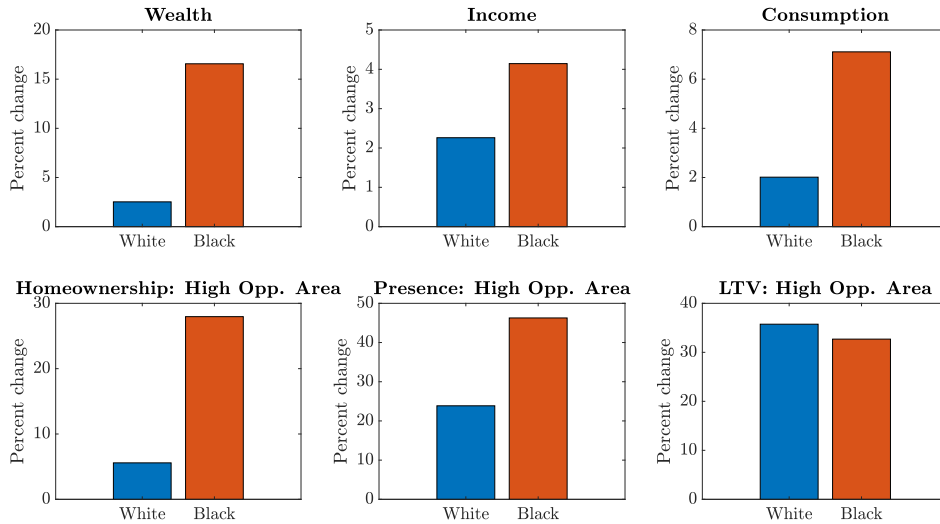 Wealth
Percent change
20
15
10
5
0
White Black
Income
Percent change
5
4
3
2
1
0
White Black
Consumption
Percent change
8
6
4
2
0
White Black
Homeownership: High Opp. Area
Percent change
30
20
10
0
White Black
Presence: High Opp. Area
Percent change
50
40
30
20
10
0
White Black
LTV: High Opp. Area
Percent change
40
30
20
10
0
White Black